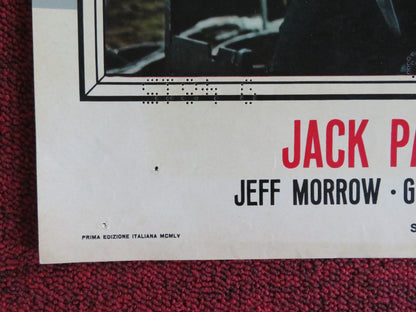 JACK PA
JEFF MORROW · G
S
PRIMA EDIZIONE ITALIANA MCMLV